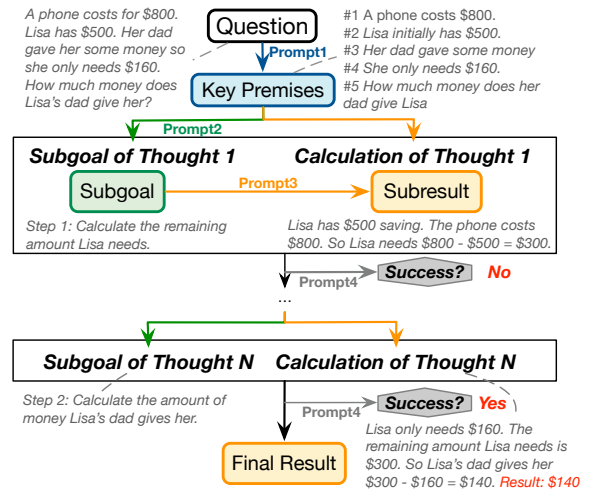 A phone costs for $800.
Lisa has $500. Her dad
gave her some money so
she only needs $160.
How much money does
Lisa's dad give her?
Question
Prompt1
Key Premises
#1 A phone costs $800.
#2 Lisa initially has $500.
#3 Her dad gave some money
#4 She only needs $160.
#5 How much money does her
dad give Lisa
Prompt2
Subgoal of Thought 1
Calculation of Thought 1
Subgoal
Prompt3
Subresult
Step 1: Calculate the remaining
amount Lisa needs.
Lisa has $500 saving. The phone costs
$800. So Lisa needs $800 - $500 = $300.
Prompt4
Success?
No
...
Subgoal of Thought N
Calculation of Thought N
Step 2: Calculate the amount of
money Lisa's dad gives her.
Prompt4
Success?
Yes
Final Result
Lisa only needs $160. The
remaining amount Lisa needs is
$300. So Lisa's dad gives her
$300 - $160 = $140. Result: $140